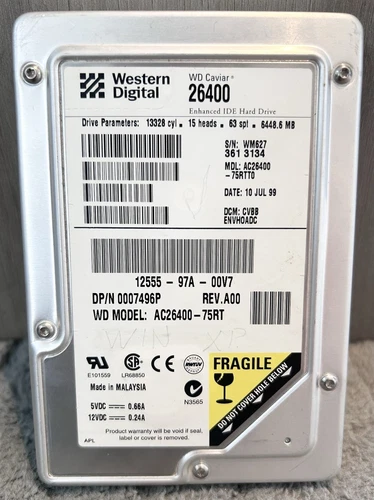 Western Digital
WD Caiar®
26400
Enhanced IDE Hard Drive
Drive Parameters: 13328 cyl. • 15 heads. • 63 spt. • 6448.6 MB
S/N: WM627
361 3134
MDL: AC26400
-75RTT0
DATE: 10 JUL 99
DCM: CVBB
ENVHOADC
12555 - 97A - 00V7
DP/N 0007496P REV.A00
WD MODEL: AC26400-75RT
WIN XP
E101559
LR68850
N3565
Made in MALAYSIA
5VDC ⎓ 0.66A
12VDC ⎓ 0.24A
FRAGILE
DO NOT COVER HOLE BELOW
Product warranty will be void if seal,
label or cover is removed.
APL